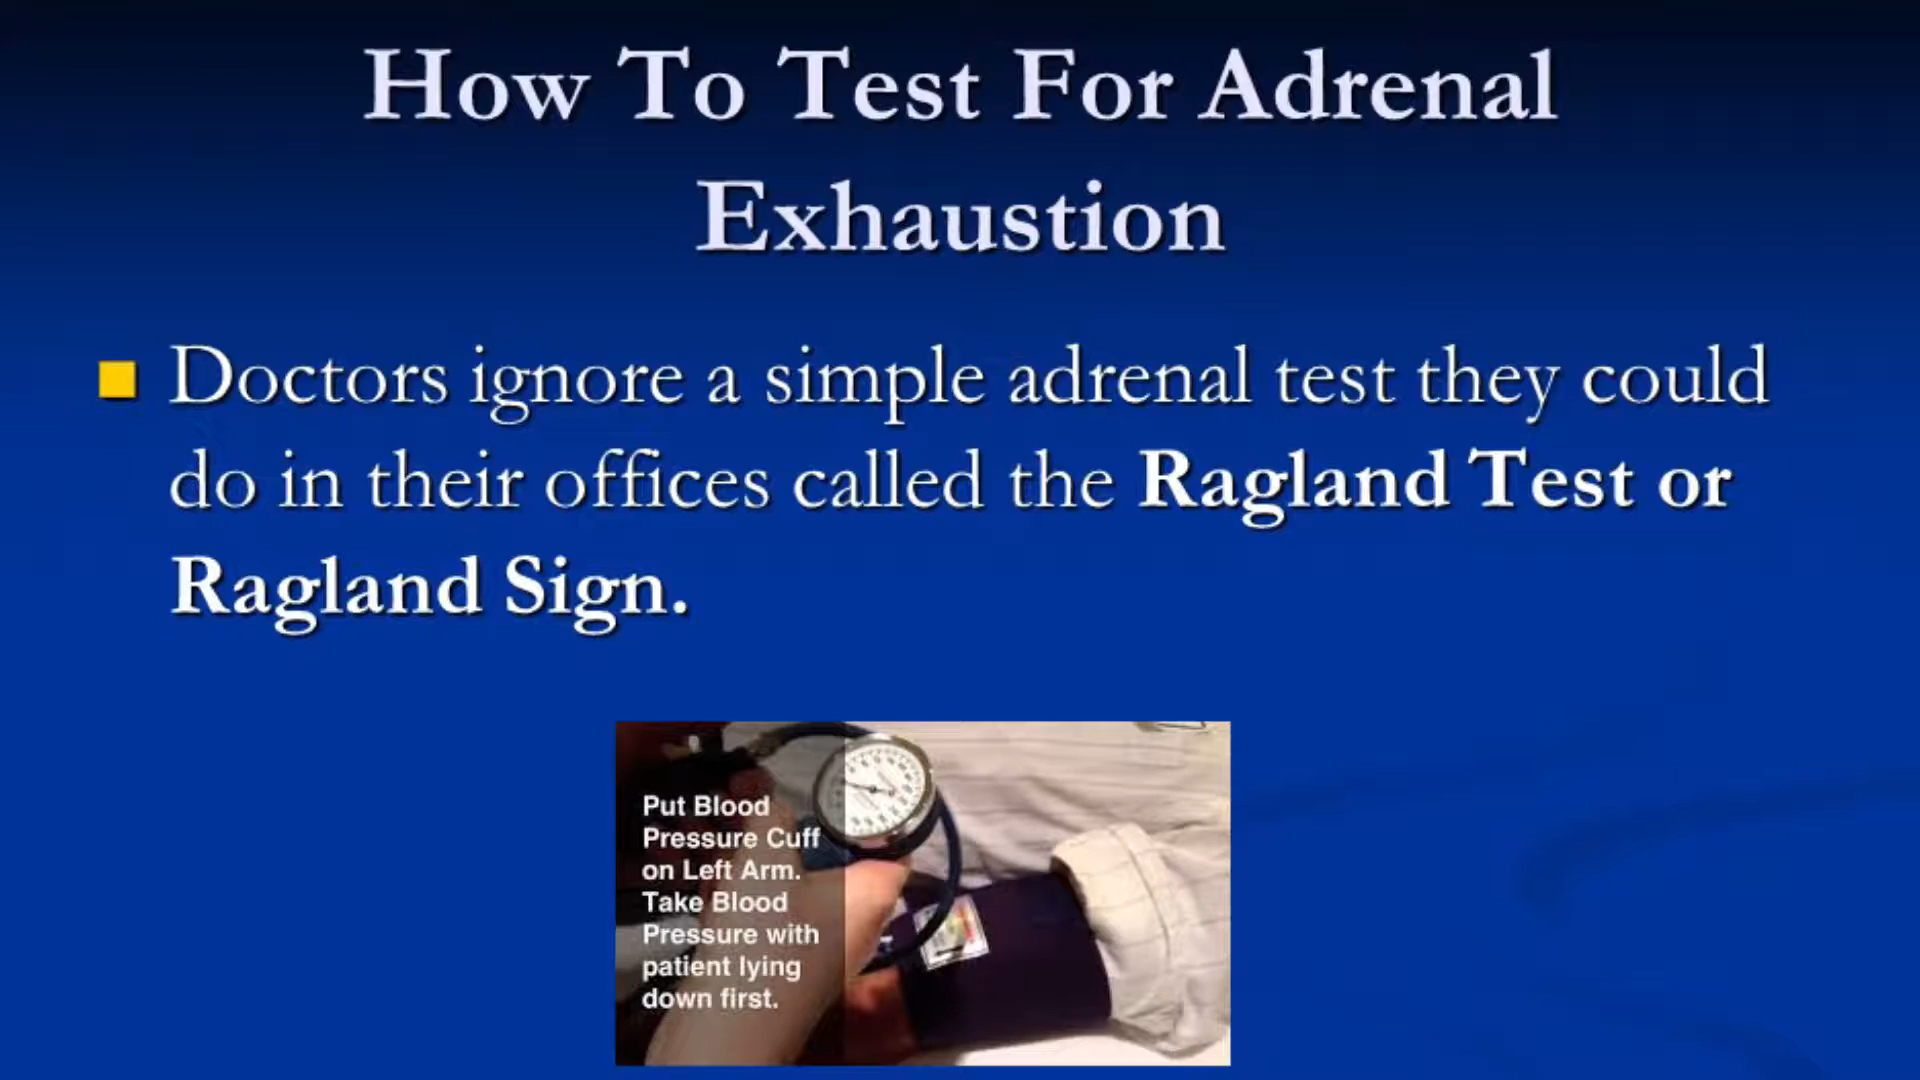 How To Test For Adrenal
Exhaustion
Doctors ignore a simple adrenal test they could
do in their offices called the Ragland Test or
Ragland Sign.
Put Blood
Pressure Cuff
on Left Arm.
Take Blood
Pressure with
patient lying
down first.